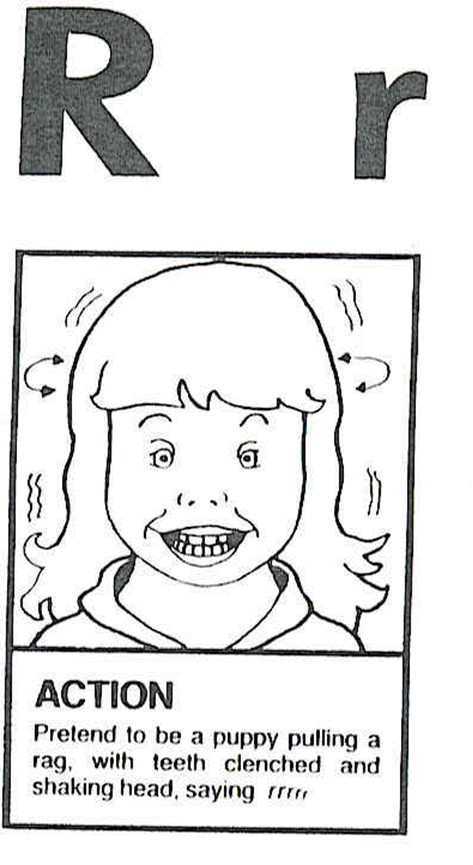 R r
ACTION
Pretend to be a puppy pulling a
rag, with teeth clenched and
shaking head, saying rrrrr